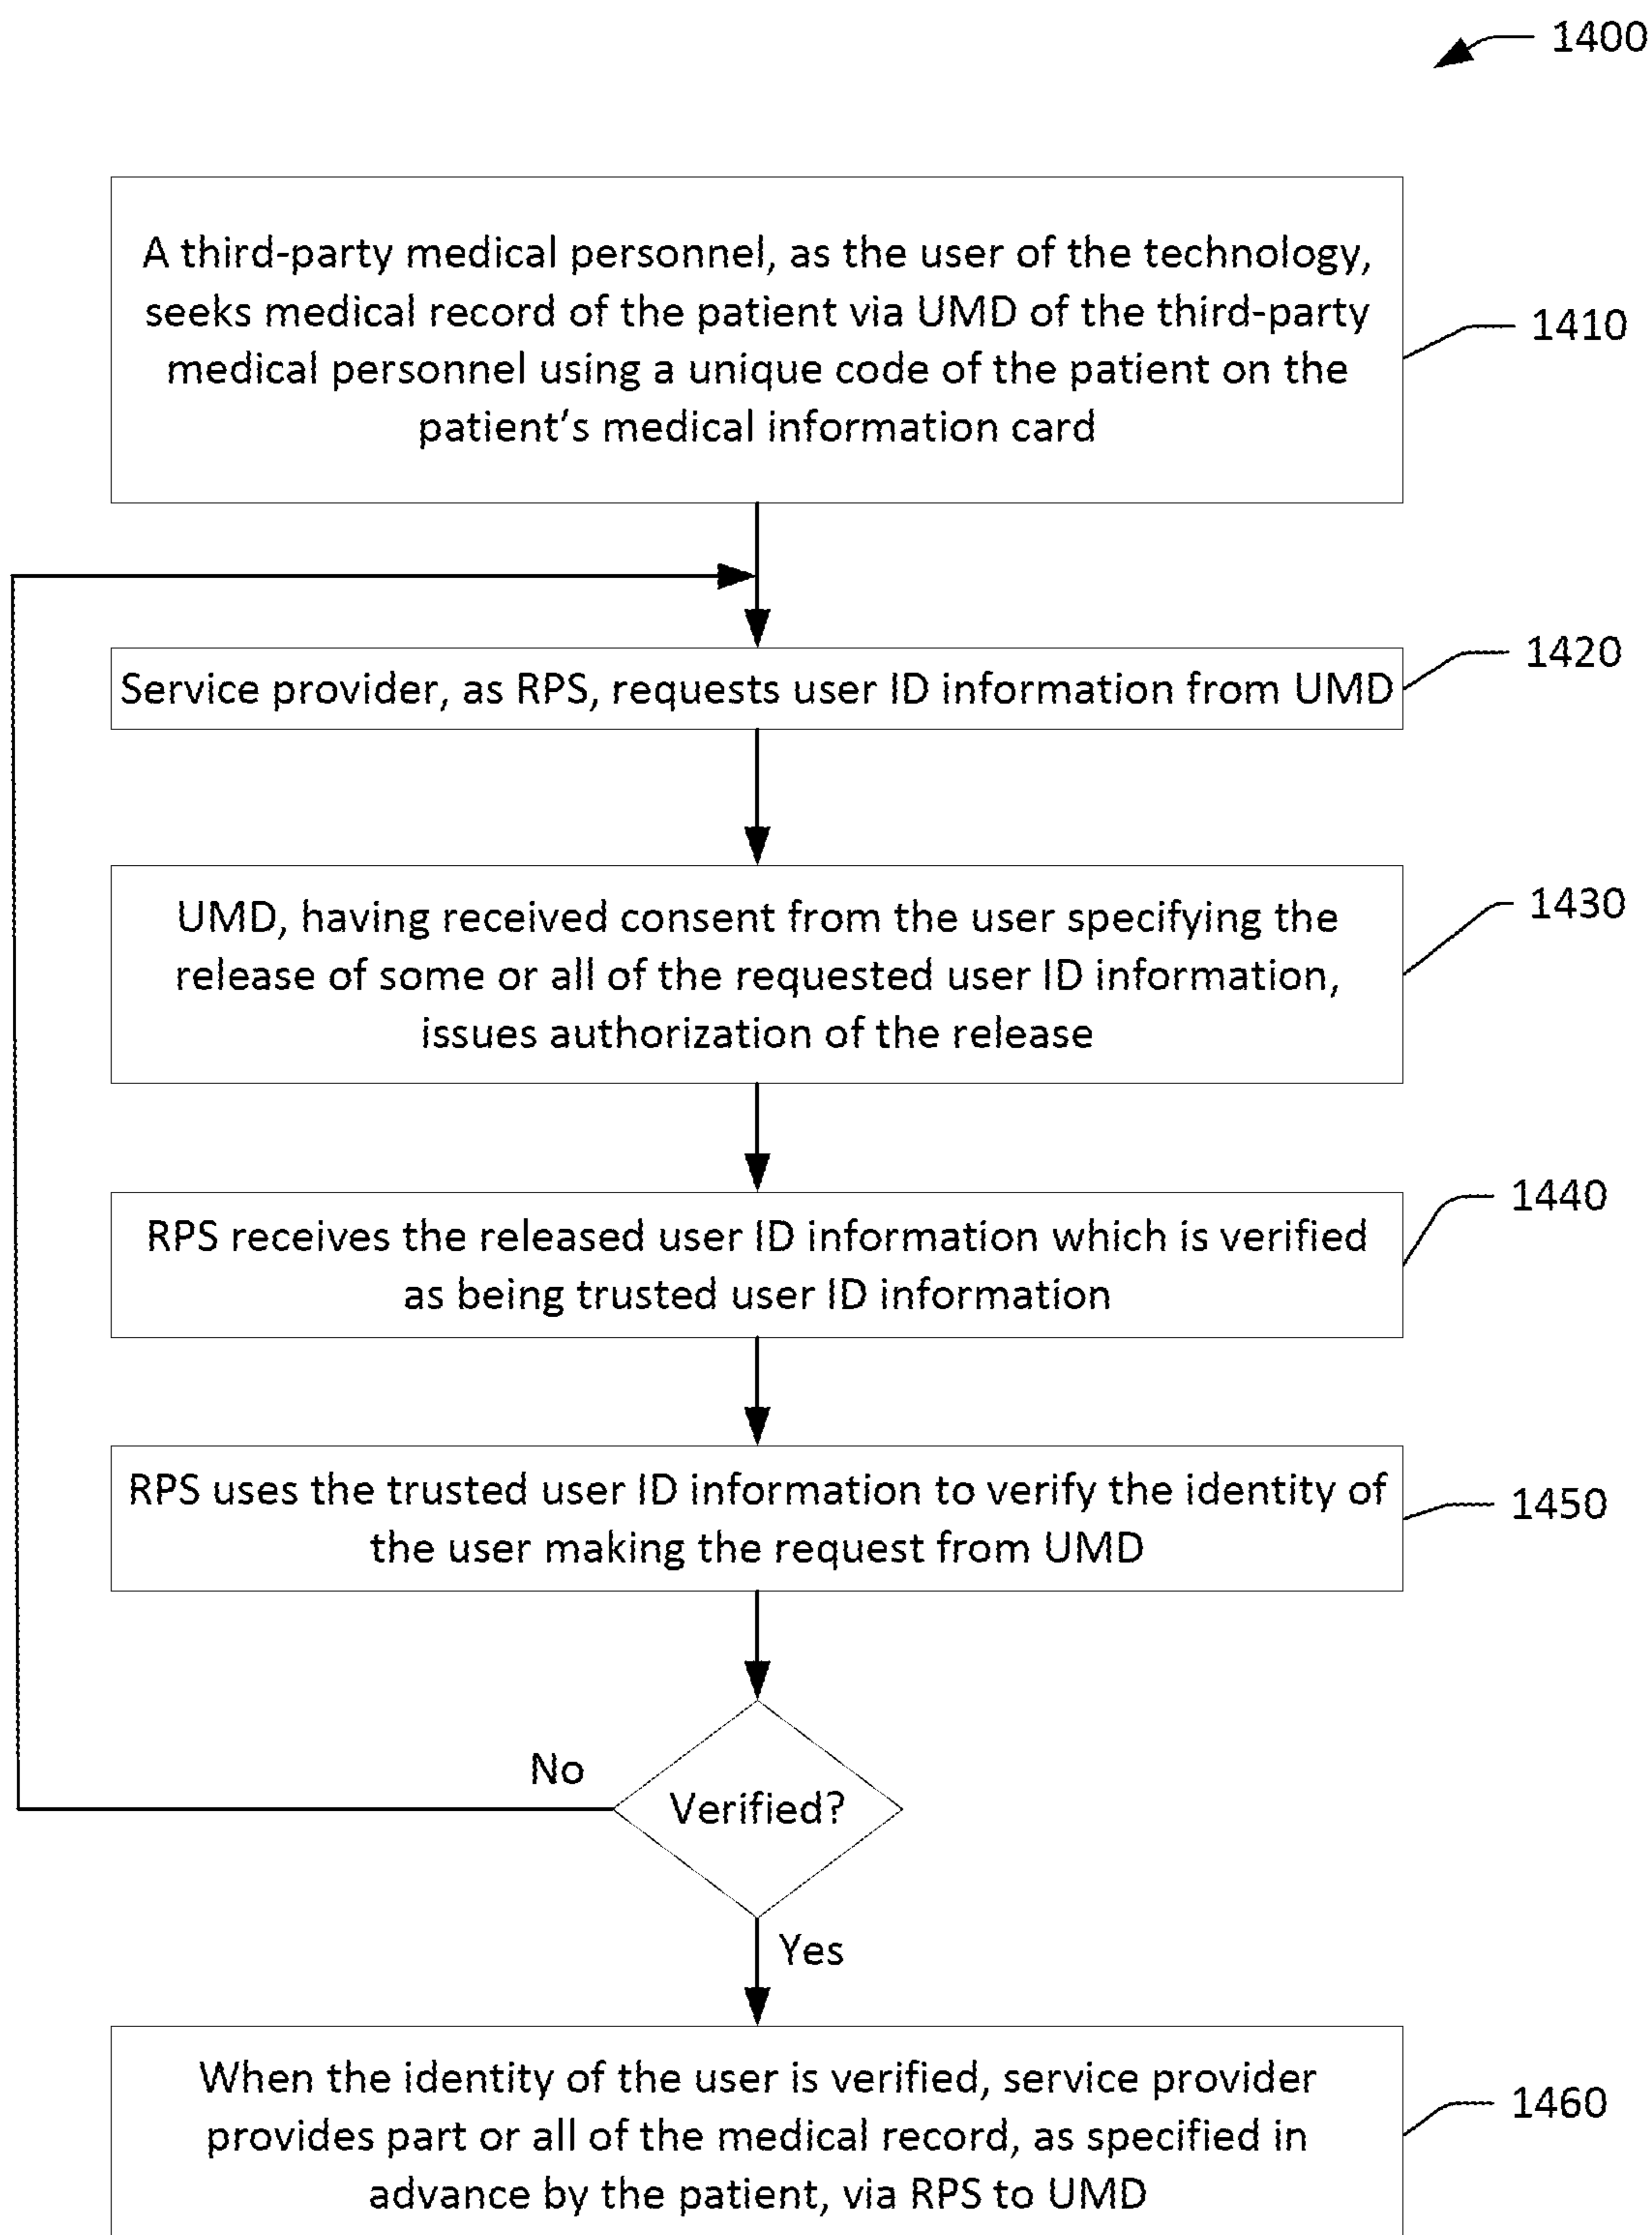 1400
A third-party medical personnel, as the user of the technology,
seeks medical record of the patient via UMD of the third-party
medical personnel using a unique code of the patient on the
patient's medical information card
1410
Service provider, as RPS, requests user ID information from UMD
1420
UMD, having received consent from the user specifying the
release of some or all of the requested user ID information,
issues authorization of the release
1430
RPS receives the released user ID information which is verified
as being trusted user ID information
1440
RPS uses the trusted user ID information to verify the identity of
the user making the request from UMD
1450
No
Verified?
Yes
When the identity of the user is verified, service provider
provides part or all of the medical record, as specified in
advance by the patient, via RPS to UMD
1460